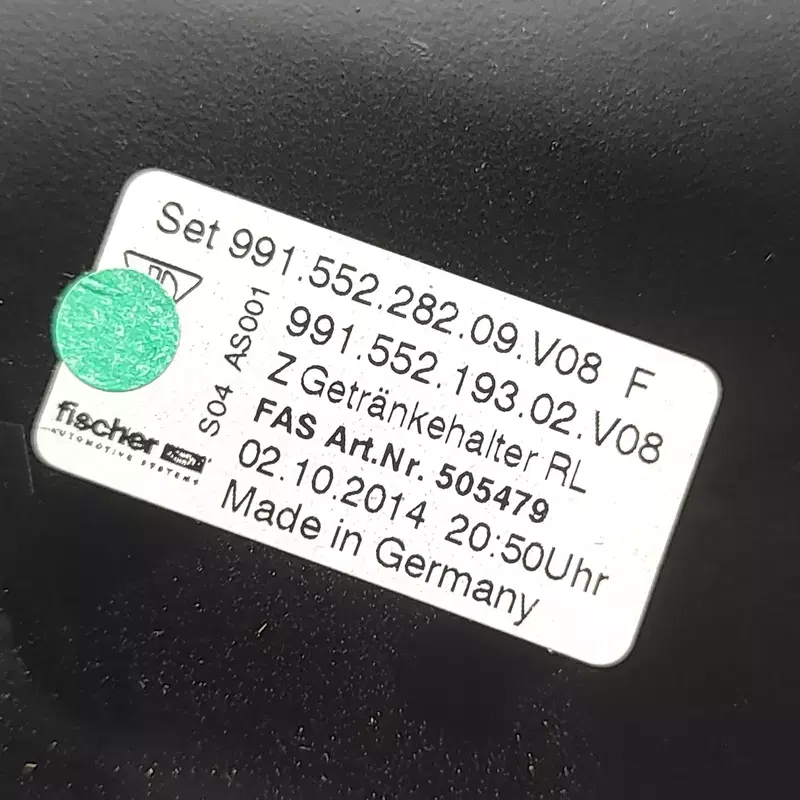 Set 991.552.282.09.V08 F
991.552.193.02.V08
Z Getränkehalter RL
FAS Art.Nr. 505479
02.10.2014 20:50Uhr
Made in Germany
S04 AS001
fischer
AUTOMOTIVE SYSTEMS